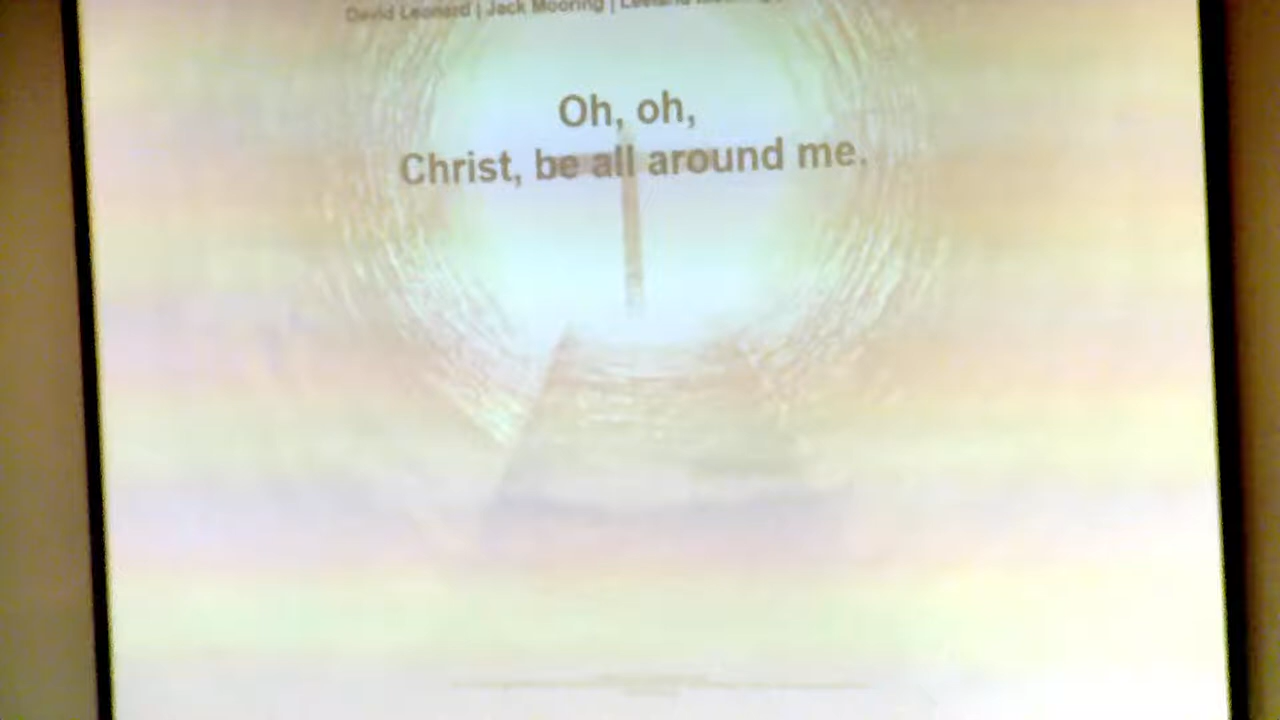 David Leonard | Jack Mooring |
Oh, oh,
Christ, be all around me.